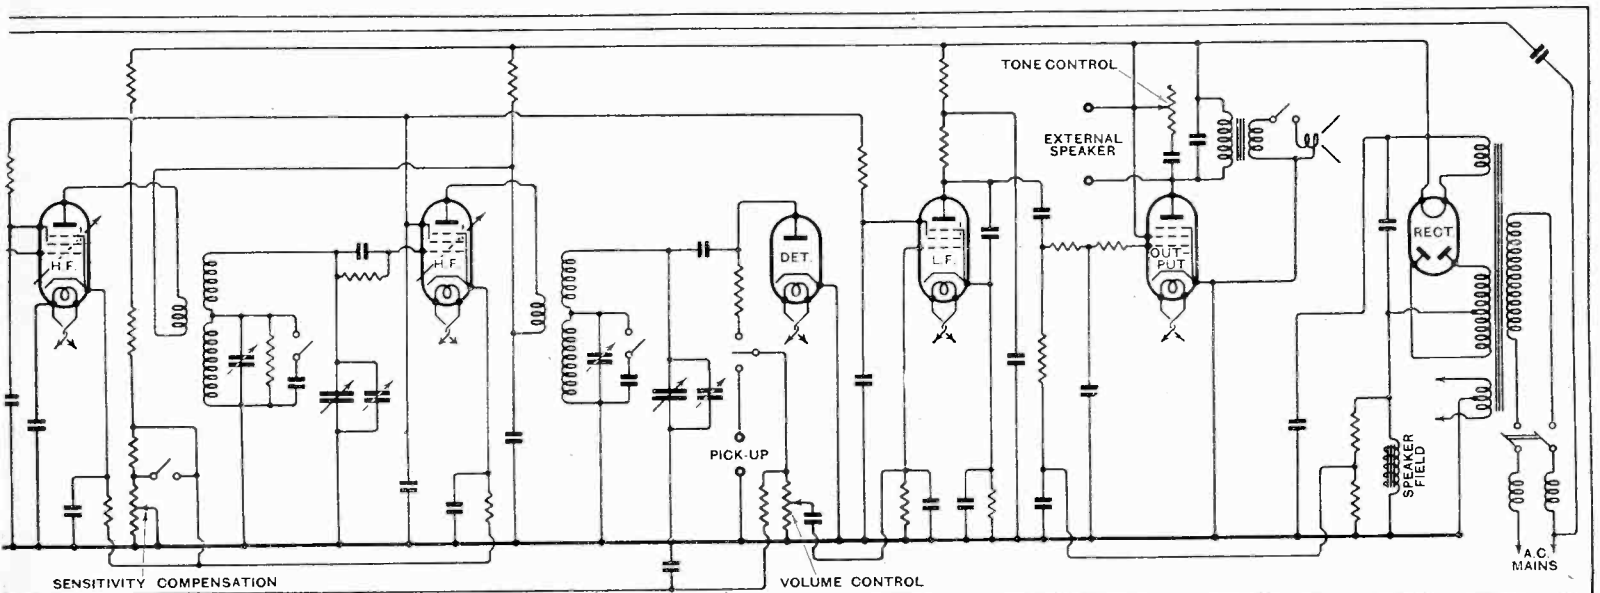 TONE CONTROL
EXTERNAL
SPEAKER
H.F.
H.F.
DET.
L.F.
OUT-
PUT
RECT.
PICK-UP
SPEAKER
FIELD
SENSITIVITY COMPENSATION
VOLUME CONTROL
A.C.
MAINS